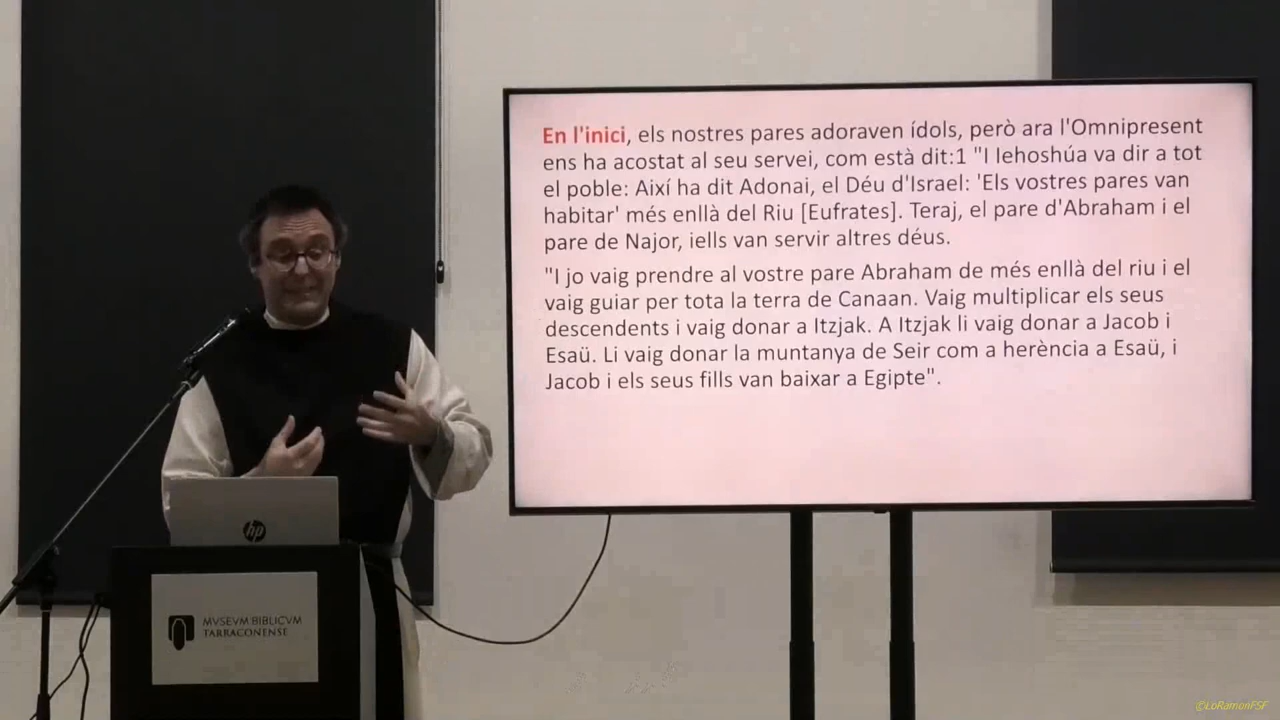 En l'inici, els nostres pares adoraven ídols, però ara l'Omnipresent
ens ha acostat al seu servei, com està dit:1 "I Iehoshúa va dir a tot
el poble: Així ha dit Adonai, el Déu d'Israel: 'Els vostres pares van
habitar' més enllà del Riu [Eufrates]. Teraj, el pare d'Abraham i el
pare de Najor, iells van servir altres déus.
"I jo vaig prendre al vostre pare Abraham de més enllà del riu i el
vaig guiar per tota la terra de Canaan. Vaig multiplicar els seus
descendents i vaig donar a Itzjak. A Itzjak li vaig donar a Jacob i
Esaü. Li vaig donar la muntanya de Seir com a herència a Esaü, i
Jacob i els seus fills van baixar a Egipte".
hp
MVSEVM BIBLICVM
TARRACONENSE
©LoRamonPSF